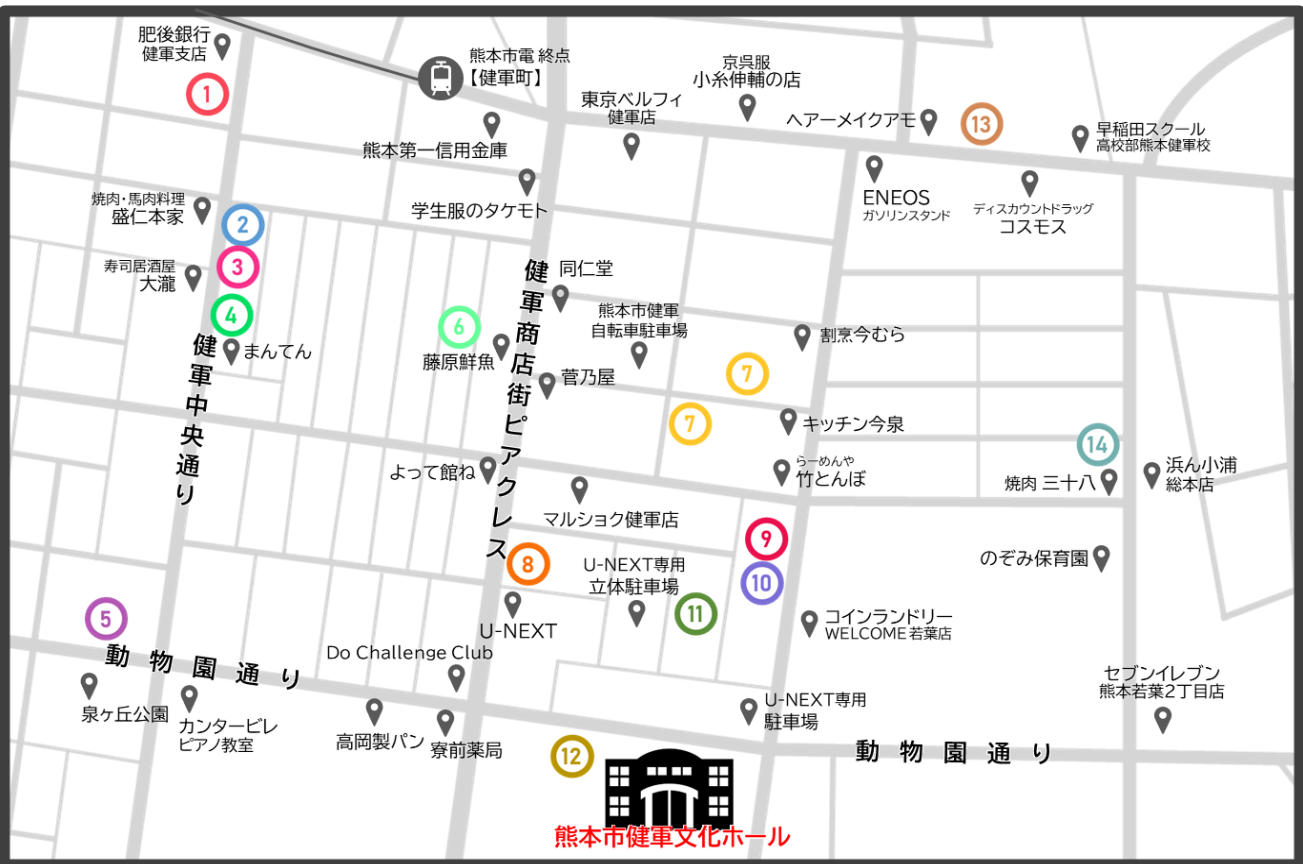 肥後銀行
健軍支店
1
熊本市電 終点
【健軍町】
京呉服
小糸伸輔の店
東京ベルフィ
健軍店
ヘアーメイクアモ
13
早稲田スクール
高校部熊本健軍校
熊本第一信用金庫
学生服のタケモト
ENEOS
ガソリンスタンド
ディスカウントドラッグ
コスモス
焼肉・馬肉料理
盛仁本家
2
寿司居酒屋
大瀧
3
4
まんてん
健軍中央通り
健軍商店街ピアクレス
同仁堂
熊本市健軍
自転車駐車場
6
藤原鮮魚
菅乃屋
割烹今むら
7
7
キッチン今泉
らーめんや
竹とんぼ
14
焼肉 三十八
浜ん小浦
総本店
よって館ね
マルショク健軍店
8
U-NEXT専用
立体駐車場
9
10
11
U-NEXT
のぞみ保育園
コインランドリー
WELCOME若葉店
5
動物園通り
泉ヶ丘公園
カンタービレ
ピアノ教室
Do Challenge Club
高岡製パン
寮前薬局
U-NEXT専用
駐車場
セブンイレブン
熊本若葉2丁目店
12
動物園通り
熊本市健軍文化ホール